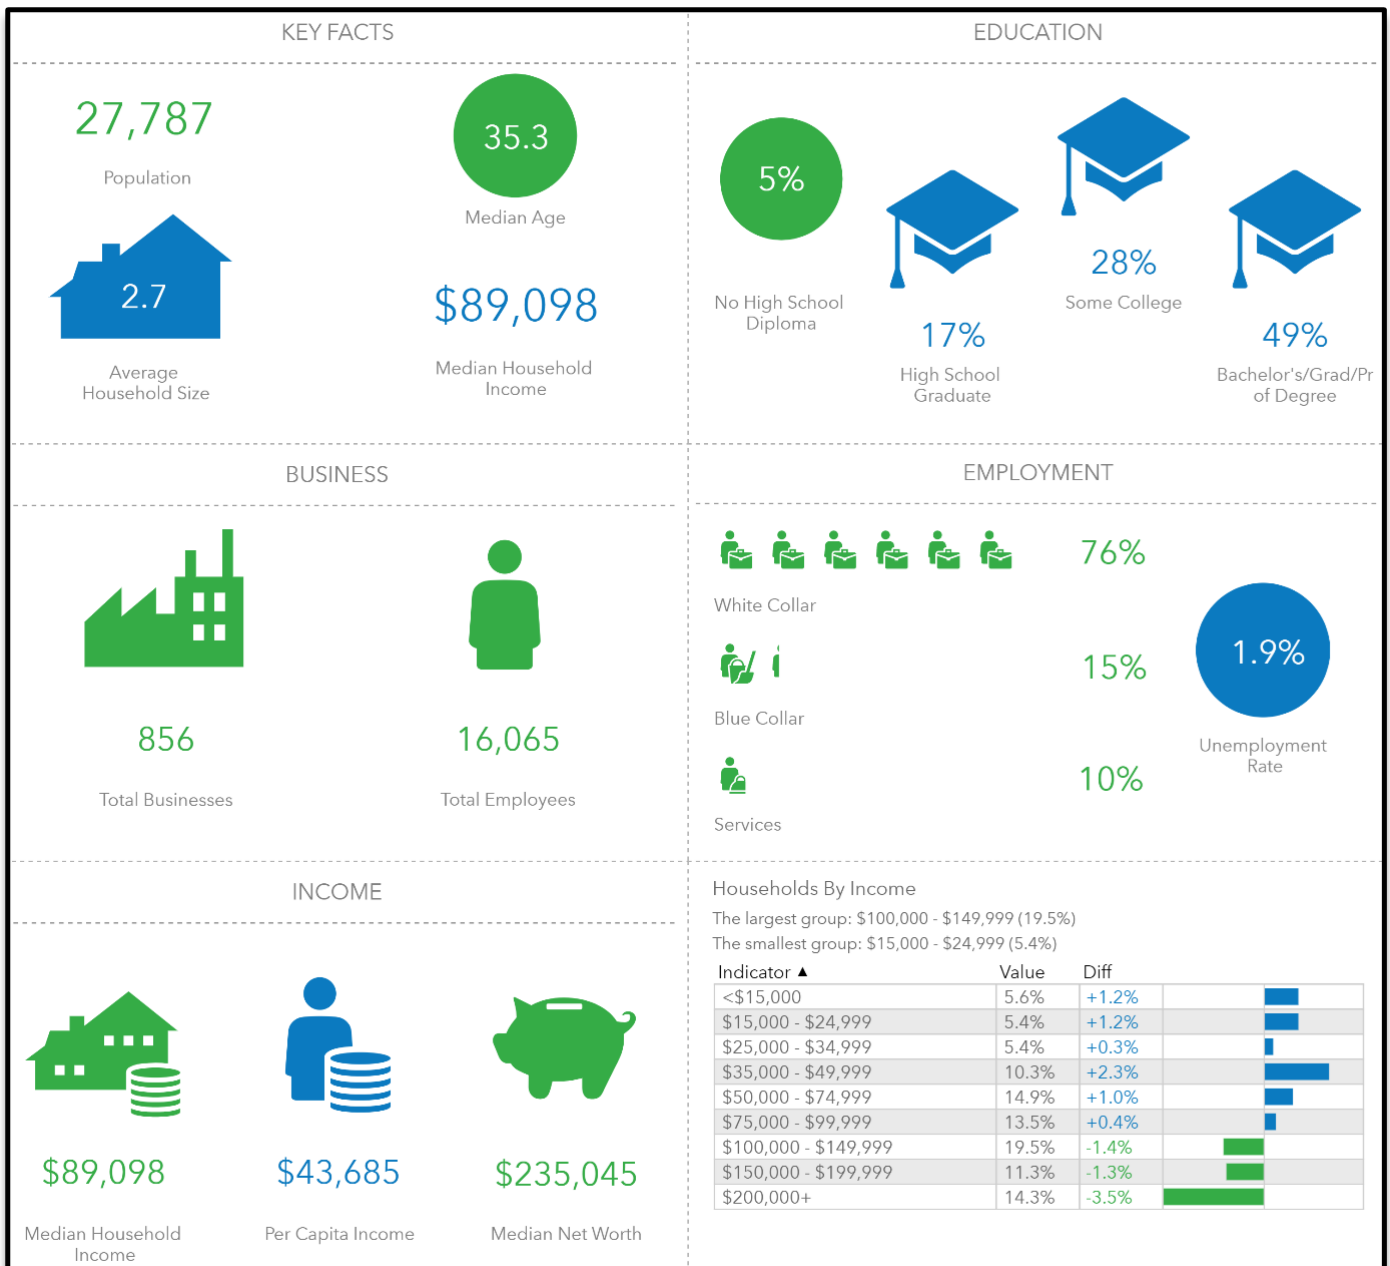 KEY FACTS
27,787
Population
35.3
Median Age
2.7
Average
Household Size
$89,098
Median Household
Income
EDUCATION
5%
No High School
Diploma
17%
High School
Graduate
28%
Some College
49%
Bachelor's/Grad/Pr
of Degree
BUSINESS
856
Total Businesses
16,065
Total Employees
EMPLOYMENT
76%
White Collar
15%
Blue Collar
10%
Services
1.9%
Unemployment
Rate
INCOME
$89,098
Median Household
Income
$43,685
Per Capita Income
$235,045
Median Net Worth
Households By Income
The largest group: $100,000 - $149,999 (19.5%)
The smallest group: $15,000 - $24,999 (5.4%)
Indicator ▲ Value Diff
<$15,000 5.6% +1.2%
$15,000 - $24,999 5.4% +1.2%
$25,000 - $34,999 5.4% +0.3%
$35,000 - $49,999 10.3% +2.3%
$50,000 - $74,999 14.9% +1.0%
$75,000 - $99,999 13.5% +0.4%
$100,000 - $149,999 19.5% -1.4%
$150,000 - $199,999 11.3% -1.3%
$200,000+ 14.3% -3.5%